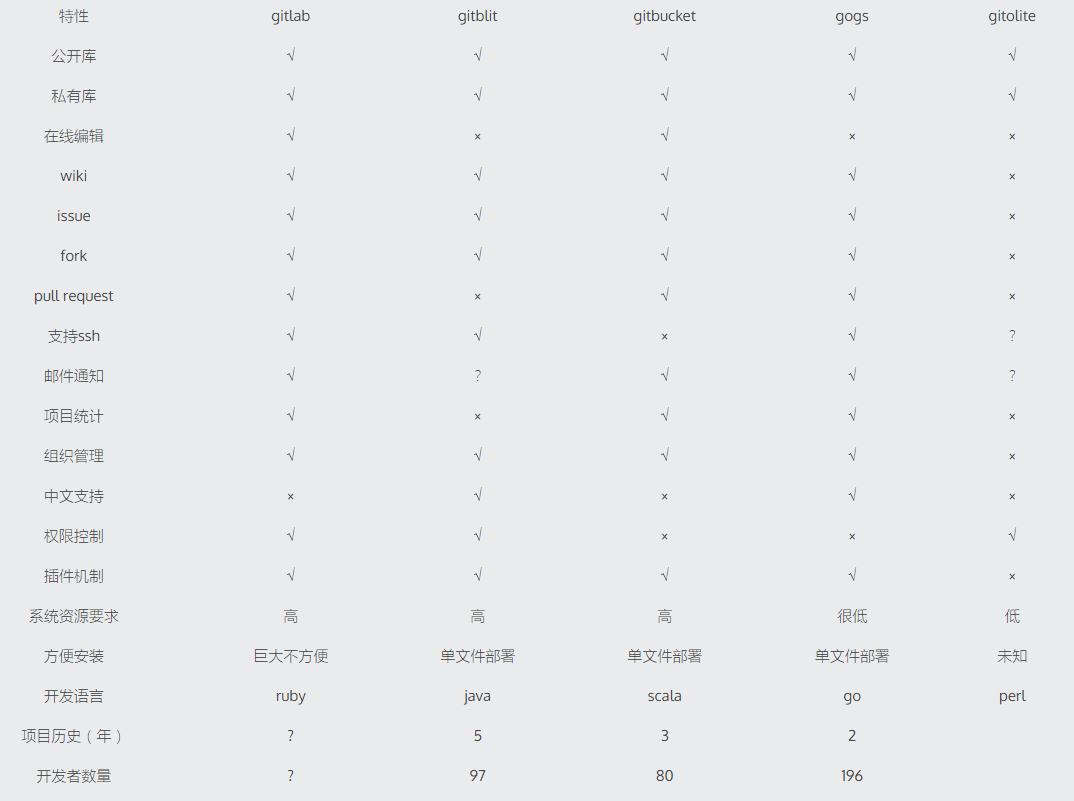 特性 gitlab gitblit gitbucket gogs gitolite
公开库 √ √ √ √ √
私有库 √ √ √ √ √
在线编辑 √ × √ × ×
wiki √ √ √ √ ×
issue √ √ √ √ ×
fork √ √ √ √ ×
pull request √ × √ √ ×
支持ssh √ √ × √ ?
邮件通知 √ ? √ √ ?
项目统计 √ × √ √ ×
组织管理 √ √ √ √ ×
中文支持 × √ × √ ×
权限控制 √ √ × × √
插件机制 √ √ √ √ ×
系统资源要求 高 高 高 很低 低
方便安装 巨大不方便 单文件部署 单文件部署 单文件部署 未知
开发语言 ruby java scala go perl
项目历史（年） ? 5 3 2
开发者数量 ? 97 80 196